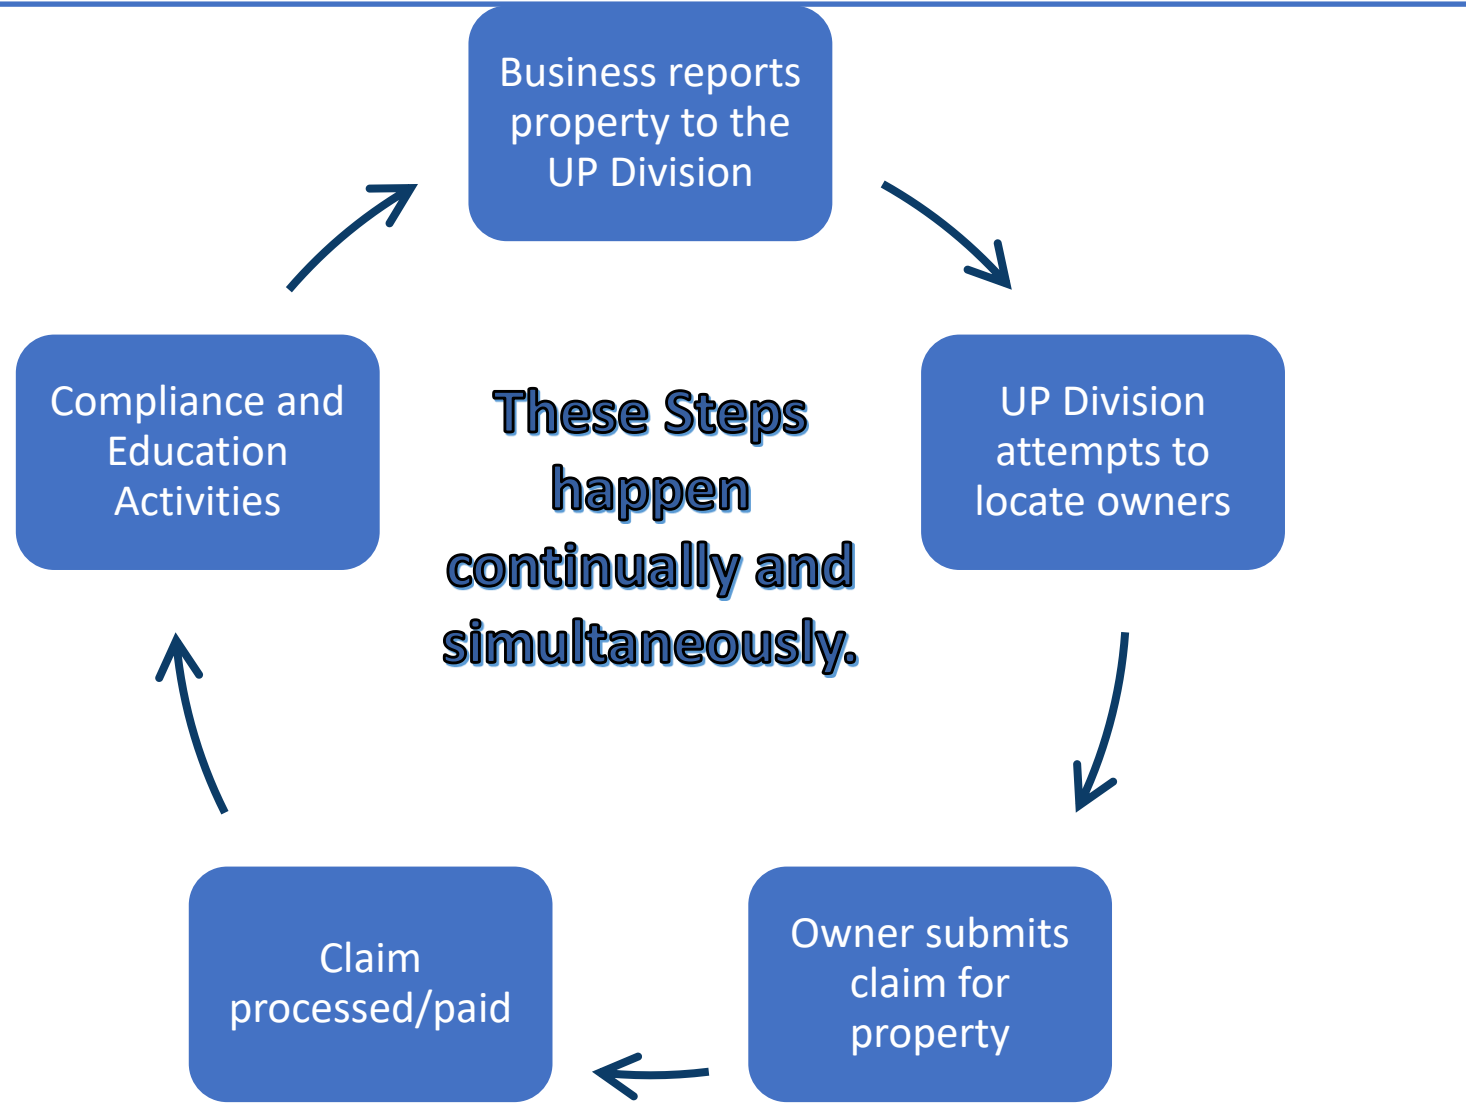 Business reports
property to the
UP Division
UP Division
attempts to
locate owners
Owner submits
claim for
property
Claim
processed/paid
Compliance and
Education
Activities
These Steps
happen
continually and
simultaneously.